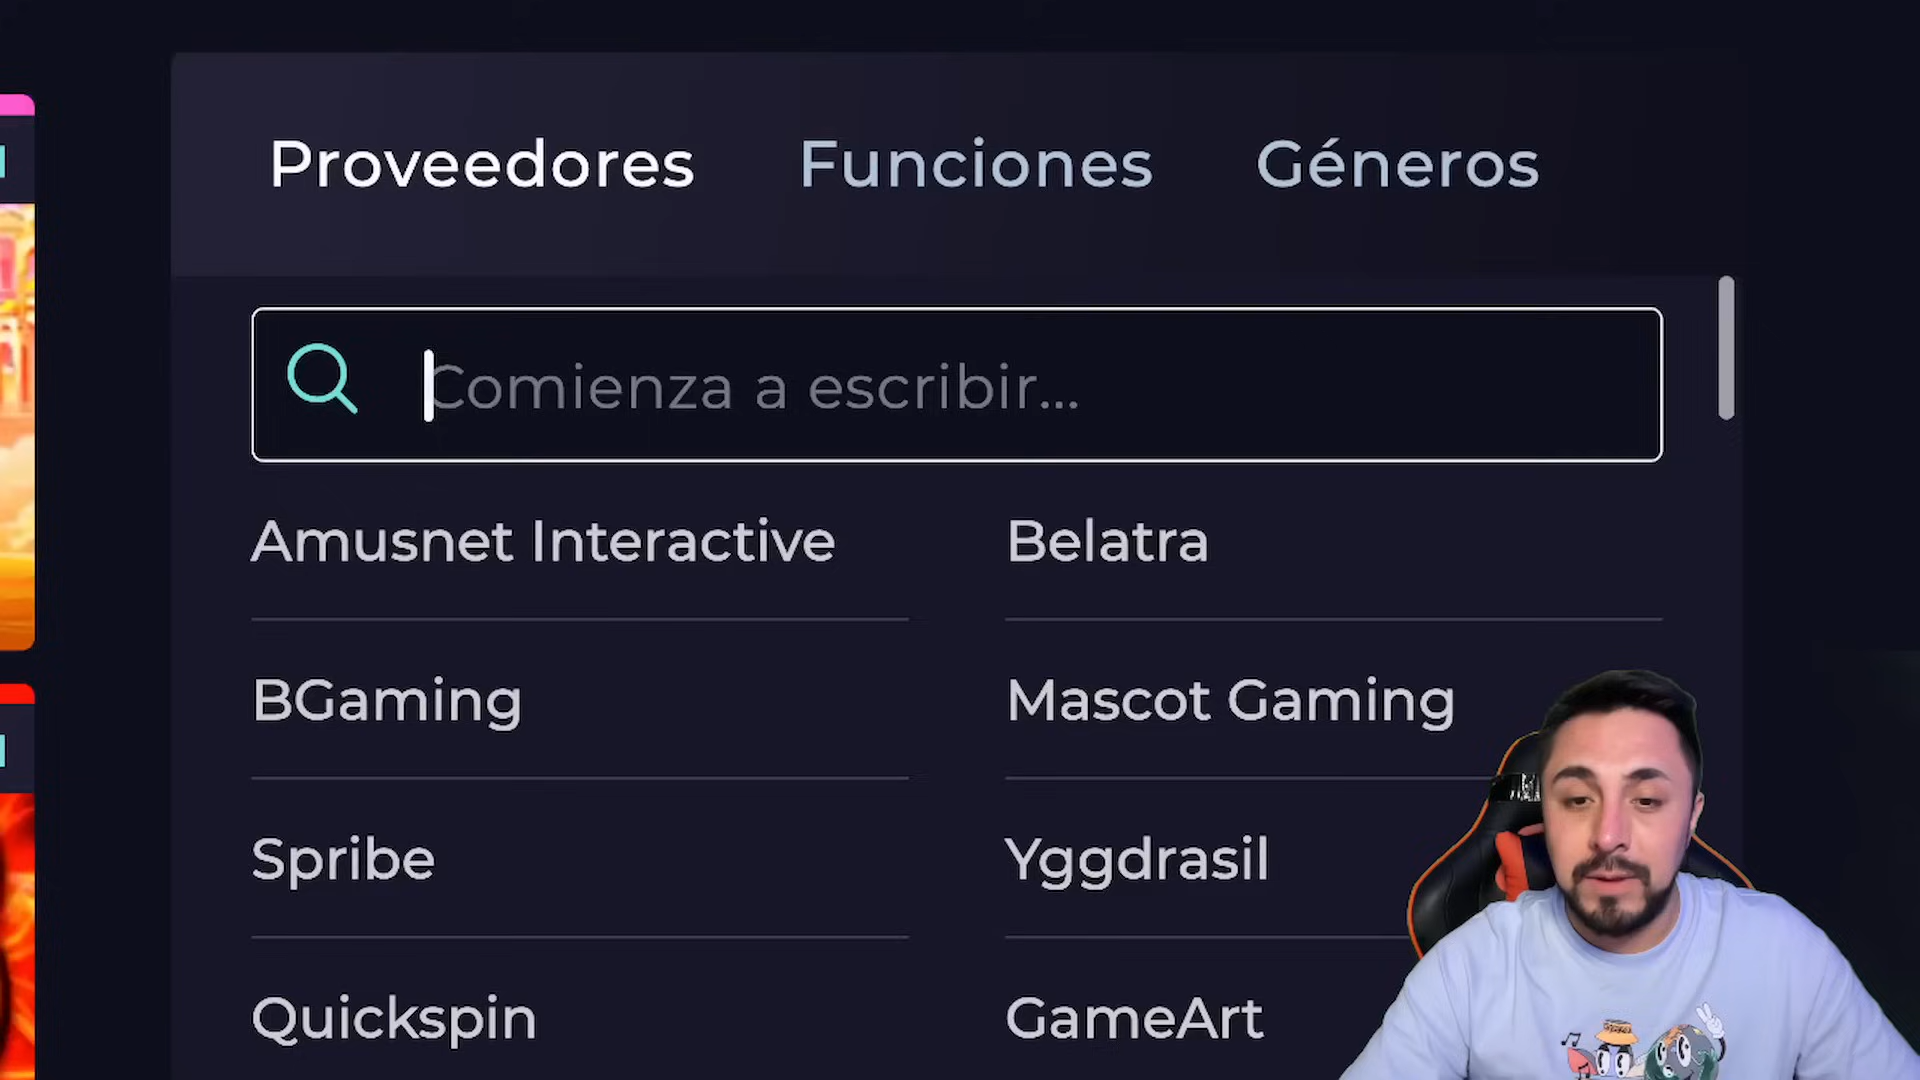 Proveedores Funciones Géneros
Comienza a escribir...
Amusnet Interactive Belatra
BGaming Mascot Gaming
Spribe Yggdrasil
Quickspin GameArt